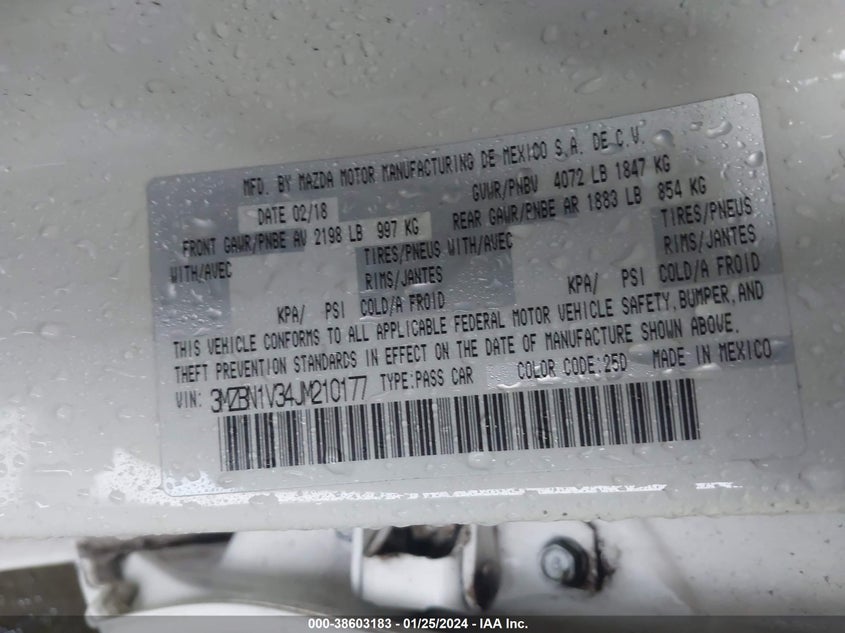 MFD. BY MAZDA MOTOR MANUFACTURING DE MEXICO S.A. DE C.V.
DATE 02/18 GVWR/PNBV 4072 LB 1847 KG
FRONT GAWR/PNBE AV 2198 LB 997 KG REAR GAWR/PNBE AR 1883 LB 854 KG
WITH/AVEC TIRES/PNEUS WITH/AVEC TIRES/PNEUS
RIMS/JANTES RIMS/JANTES
KPA/ PSI COLD/A FROID KPA/ PSI COLD/A FROID
THIS VEHICLE CONFORMS TO ALL APPLICABLE FEDERAL MOTOR VEHICLE SAFETY, BUMPER, AND
THEFT PREVENTION STANDARDS IN EFFECT ON THE DATE OF MANUFACTURE SHOWN ABOVE.
VIN: 3MZBN1V34JM210177 TYPE:PASS CAR COLOR CODE:25D MADE IN MEXICO
000-38603183 - 01/25/2024 - IAA Inc.